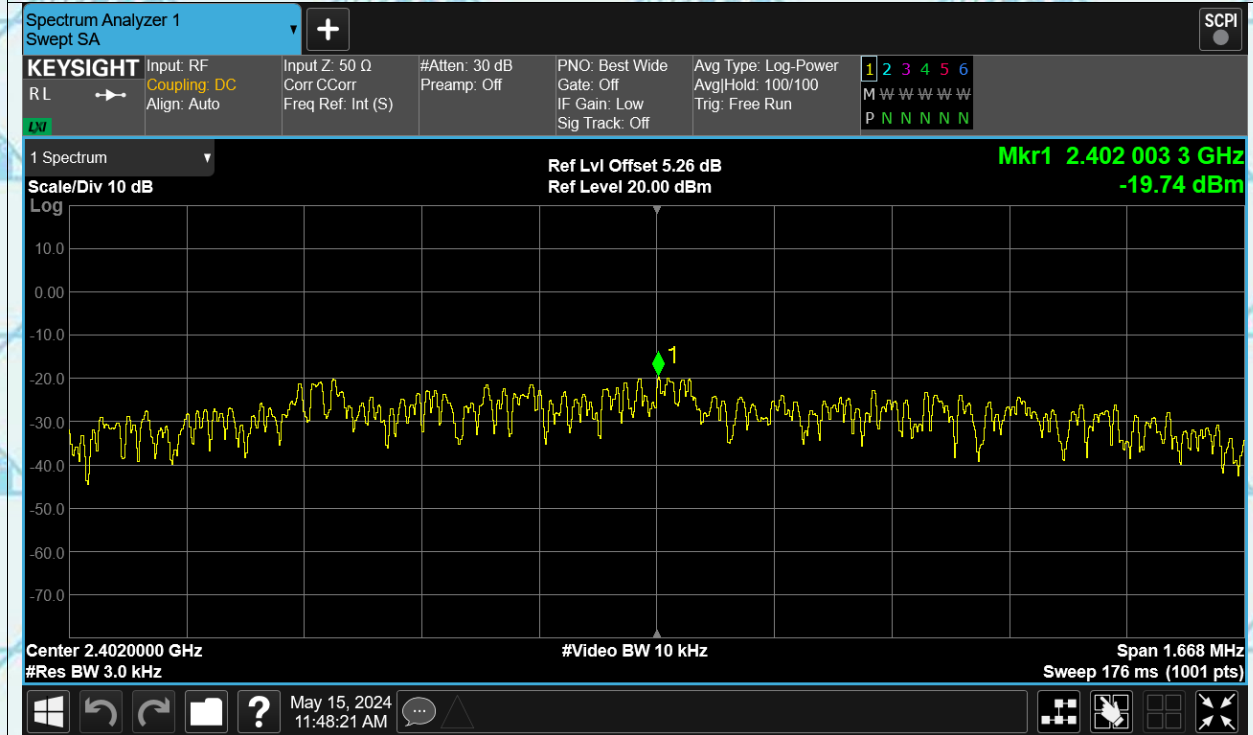 Spectrum Analyzer 1
Swept SA
SCPI
KEYSIGHT
RL
LXI
Input: RF
Coupling: DC
Align: Auto
Input Z: 50 Ω
Corr CCorr
Freq Ref: Int (S)
#Atten: 30 dB
Preamp: Off
PNO: Best Wide
Gate: Off
IF Gain: Low
Sig Track: Off
Avg Type: Log-Power
Avg|Hold: 100/100
Trig: Free Run
1 2 3 4 5 6
M W W W W W
P N N N N N
1 Spectrum
Scale/Div 10 dB
Log
Ref Lvl Offset 5.26 dB
Ref Level 20.00 dBm
Mkr1 2.402 003 3 GHz
-19.74 dBm
10.0
0.00
-10.0
1
-20.0
-30.0
-40.0
-50.0
-60.0
-70.0
Center 2.4020000 GHz
#Res BW 3.0 kHz
#Video BW 10 kHz
Span 1.668 MHz
Sweep 176 ms (1001 pts)
?
May 15, 2024
11:48:21 AM